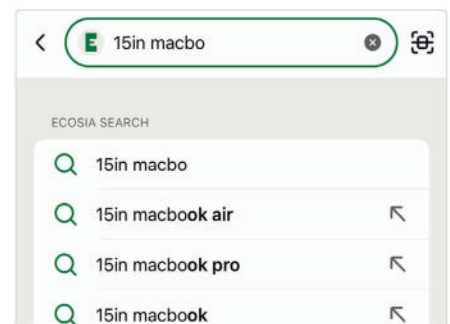 15in macbo
ECOSIA SEARCH
15in macbo
15in macbook air
15in macbook pro
15in macbook